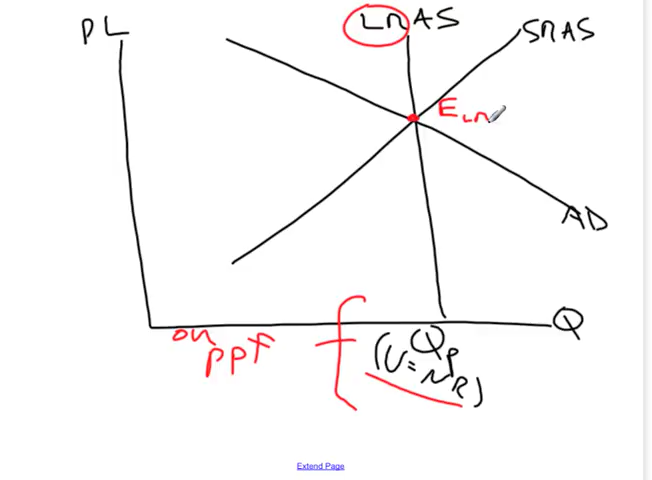 PL
LRAS
SRAS
ELR
AD
Q
on
PPF
Qp
(U=NR)
Extend Page